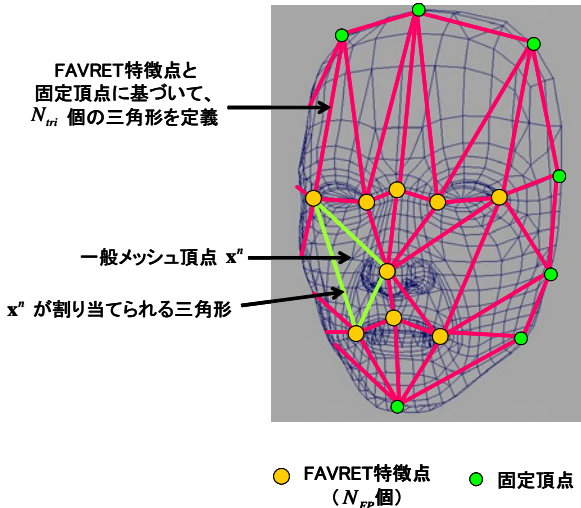 FAVRET特徴点と
固定頂点に基づいて、
N_tri 個の三角形を定義
一般メッシュ頂点 x^n
x^n が割り当てられる三角形
FAVRET特徴点
（N_FP個）
固定頂点